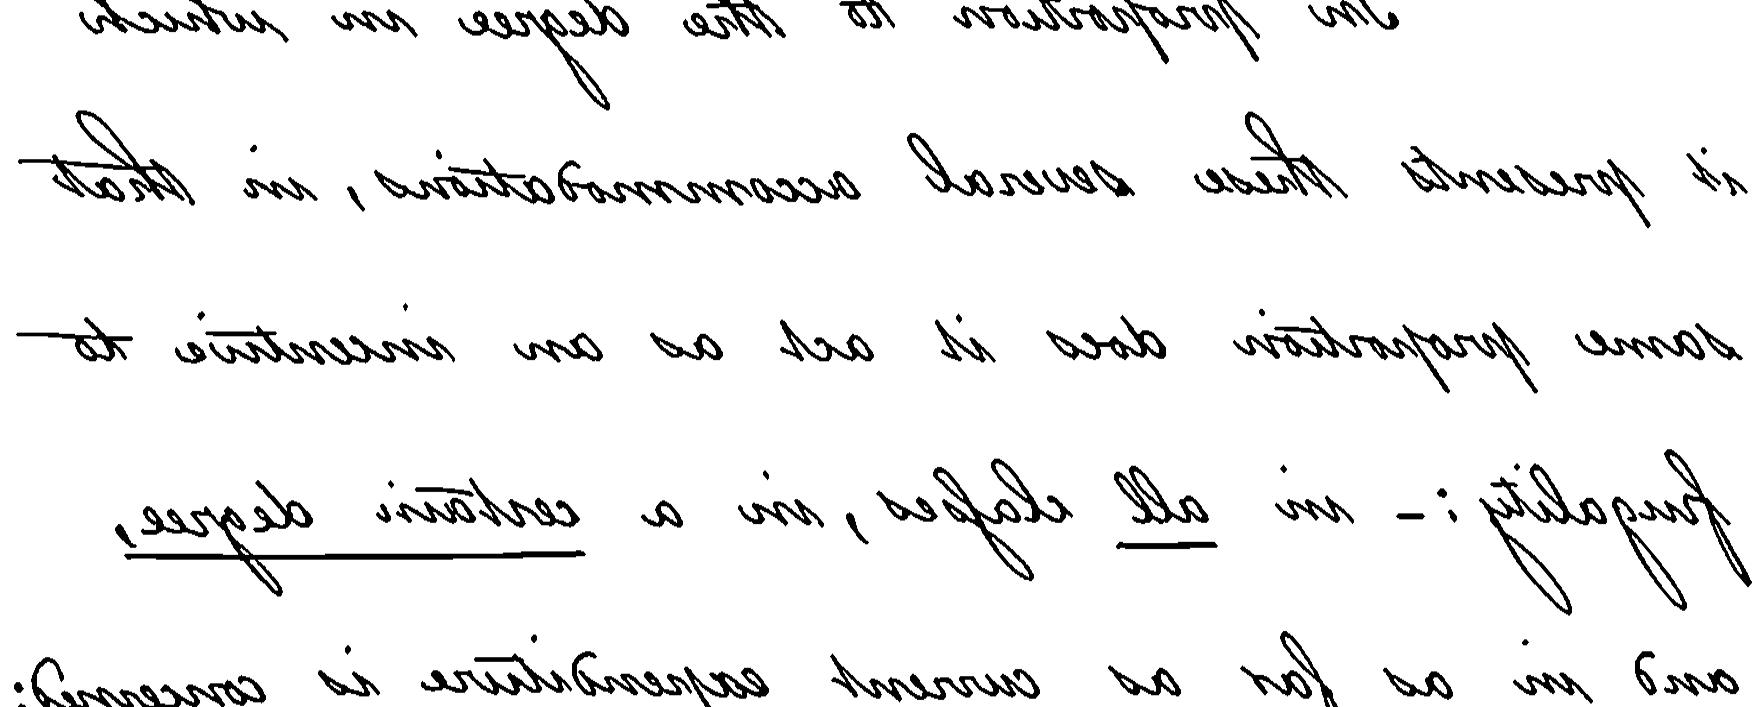 In proportion to the degree in which
it presents these several accommodations, in that
same proportion does it act as an incentive to
frugality :– in all classes, in a certain degree,
and in as far as current expenditure is concerned: